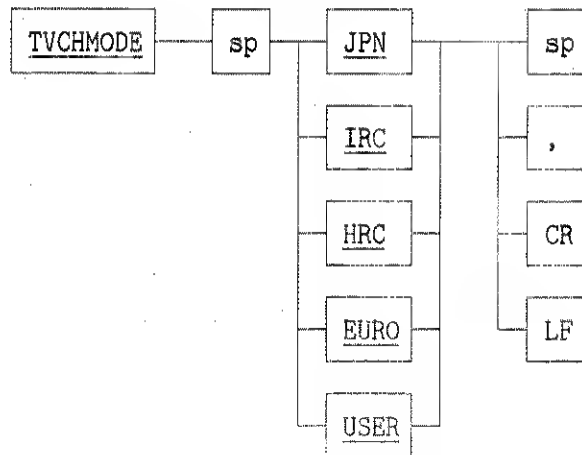 TVCHMODE sp JPN sp
IRC ,
HRC CR
EURO LF
USER